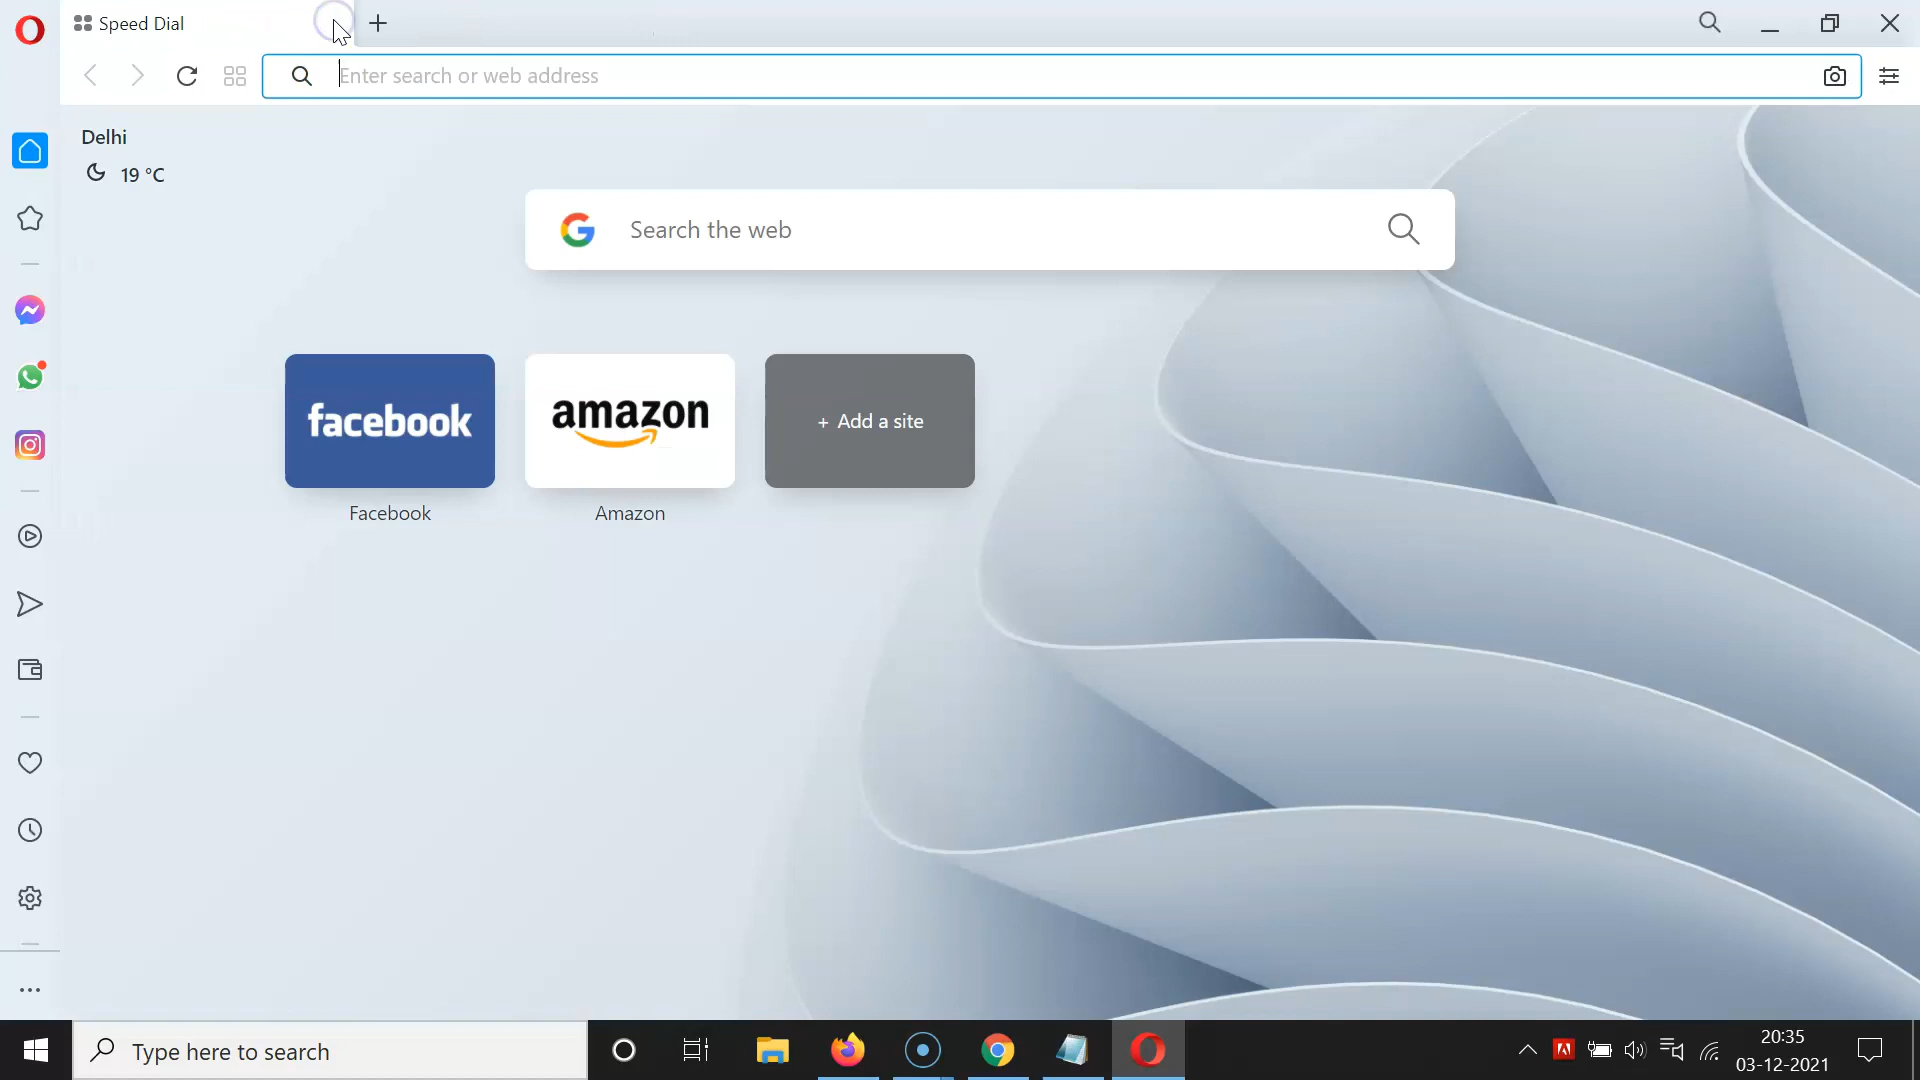 Speed Dial
Enter search or web address
Delhi
19 °C
Search the web
facebook
amazon
+ Add a site
Facebook
Amazon
Type here to search
20:35
03-12-2021